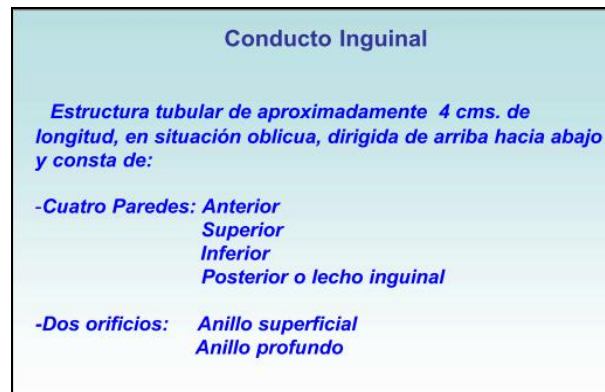 Conducto Inguinal
Estructura tubular de aproximadamente 4 cms. de
longitud, en situación oblicua, dirigida de arriba hacia abajo
y consta de:
-Cuatro Paredes: Anterior
Superior
Inferior
Posterior o lecho inguinal
-Dos orificios: Anillo superficial
Anillo profundo